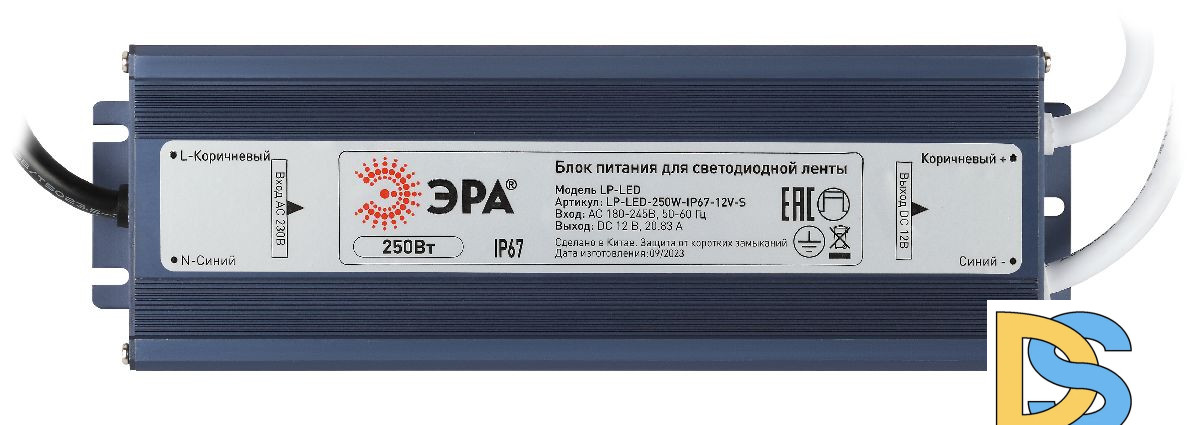 L-Коричневый
Вход AC 230В
N-Синий
ЭРА®
250Вт
IP67
Блок питания для светодиодной ленты
Модель LP-LED
Артикул: LP-LED-250W-IP67-12V-S
Вход: AC 180-245В, 50-60 Гц
Выход: DC 12 В, 20,83 А
Сделано в Китае. Защита от коротких замыканий
Дата изготовления:09/2023
EAC
Коричневый +
Выход DC 12В
Синий -
DS